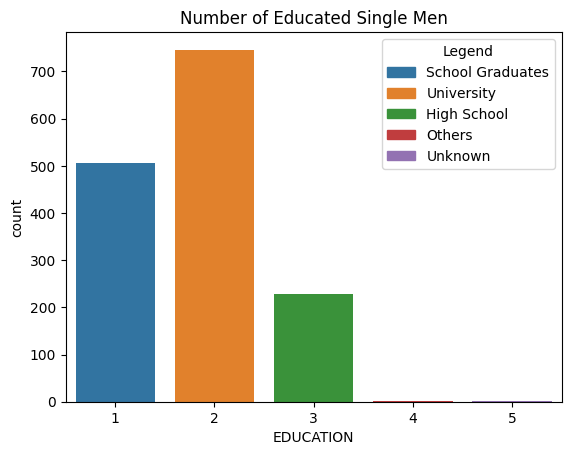 Number of Educated Single Men
Legend
School Graduates
University
High School
Others
Unknown
700
600
500
400
300
200
100
0
count
1 2 3 4 5
EDUCATION